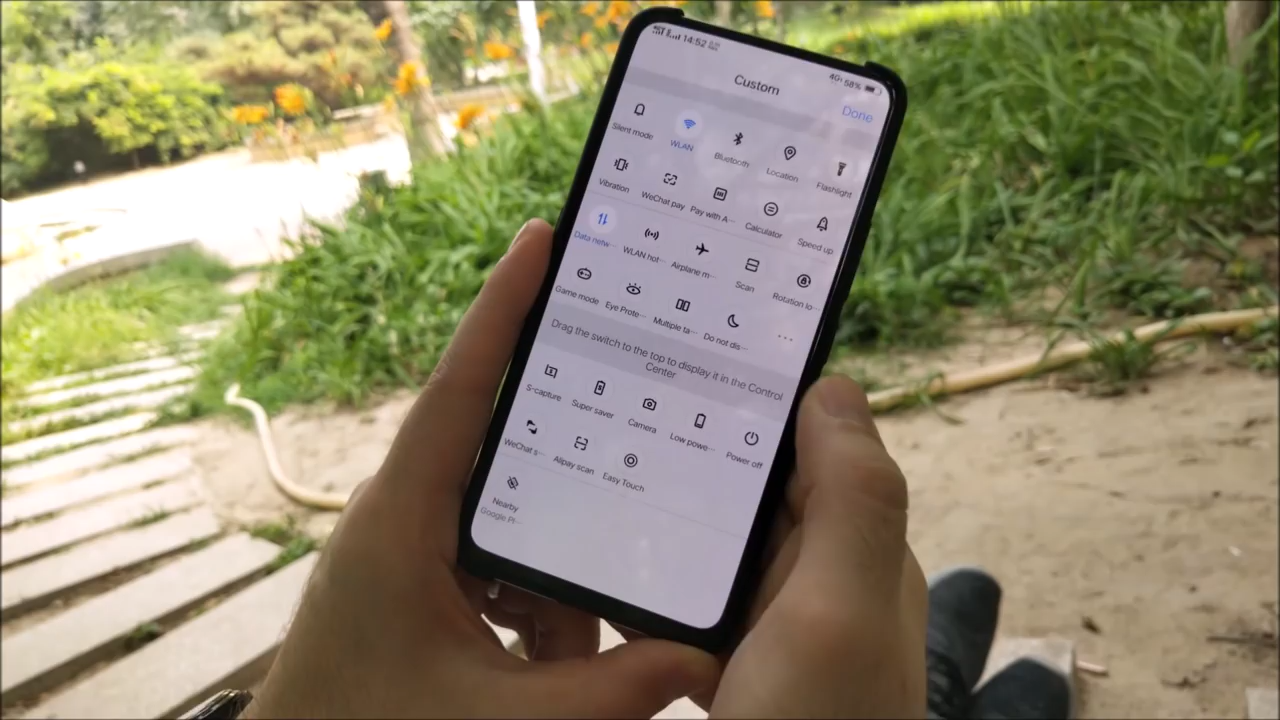 14:52
4G 58%
Custom
Done
Silent mode
WLAN
Bluetooth
Location
Flashlight
Vibration
WeChat pay
Pay with A···
Calculator
Speed up
Data netw···
WLAN hot···
Airplane m···
Scan
Rotation lo···
Game mode
Eye Prote···
Multiple ta···
Do not dis···
Drag the switch to the top to display it in the Control
Center
S-capture
Super saver
Camera
Low powe···
Power off
WeChat s···
Alipay scan
Easy Touch
Nearby
Google Pl···